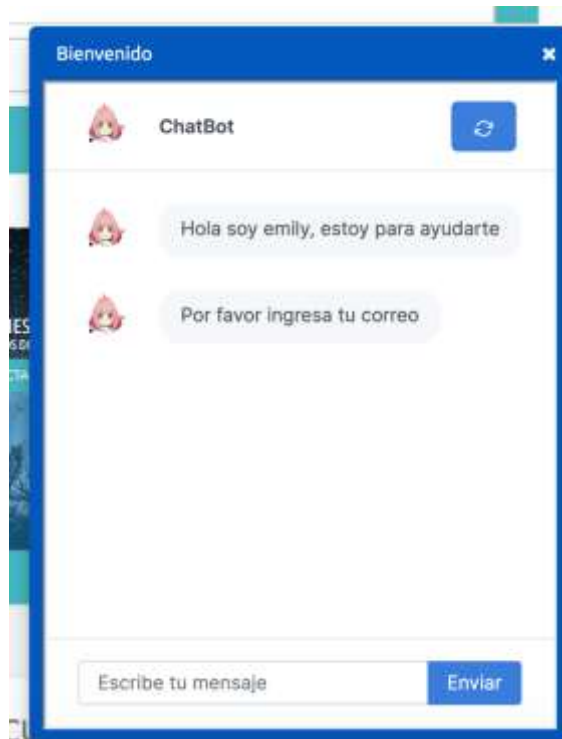 Bienvenido
ChatBot
Hola soy emily, estoy para ayudarte
Por favor ingresa tu correo
Escribe tu mensaje
Enviar